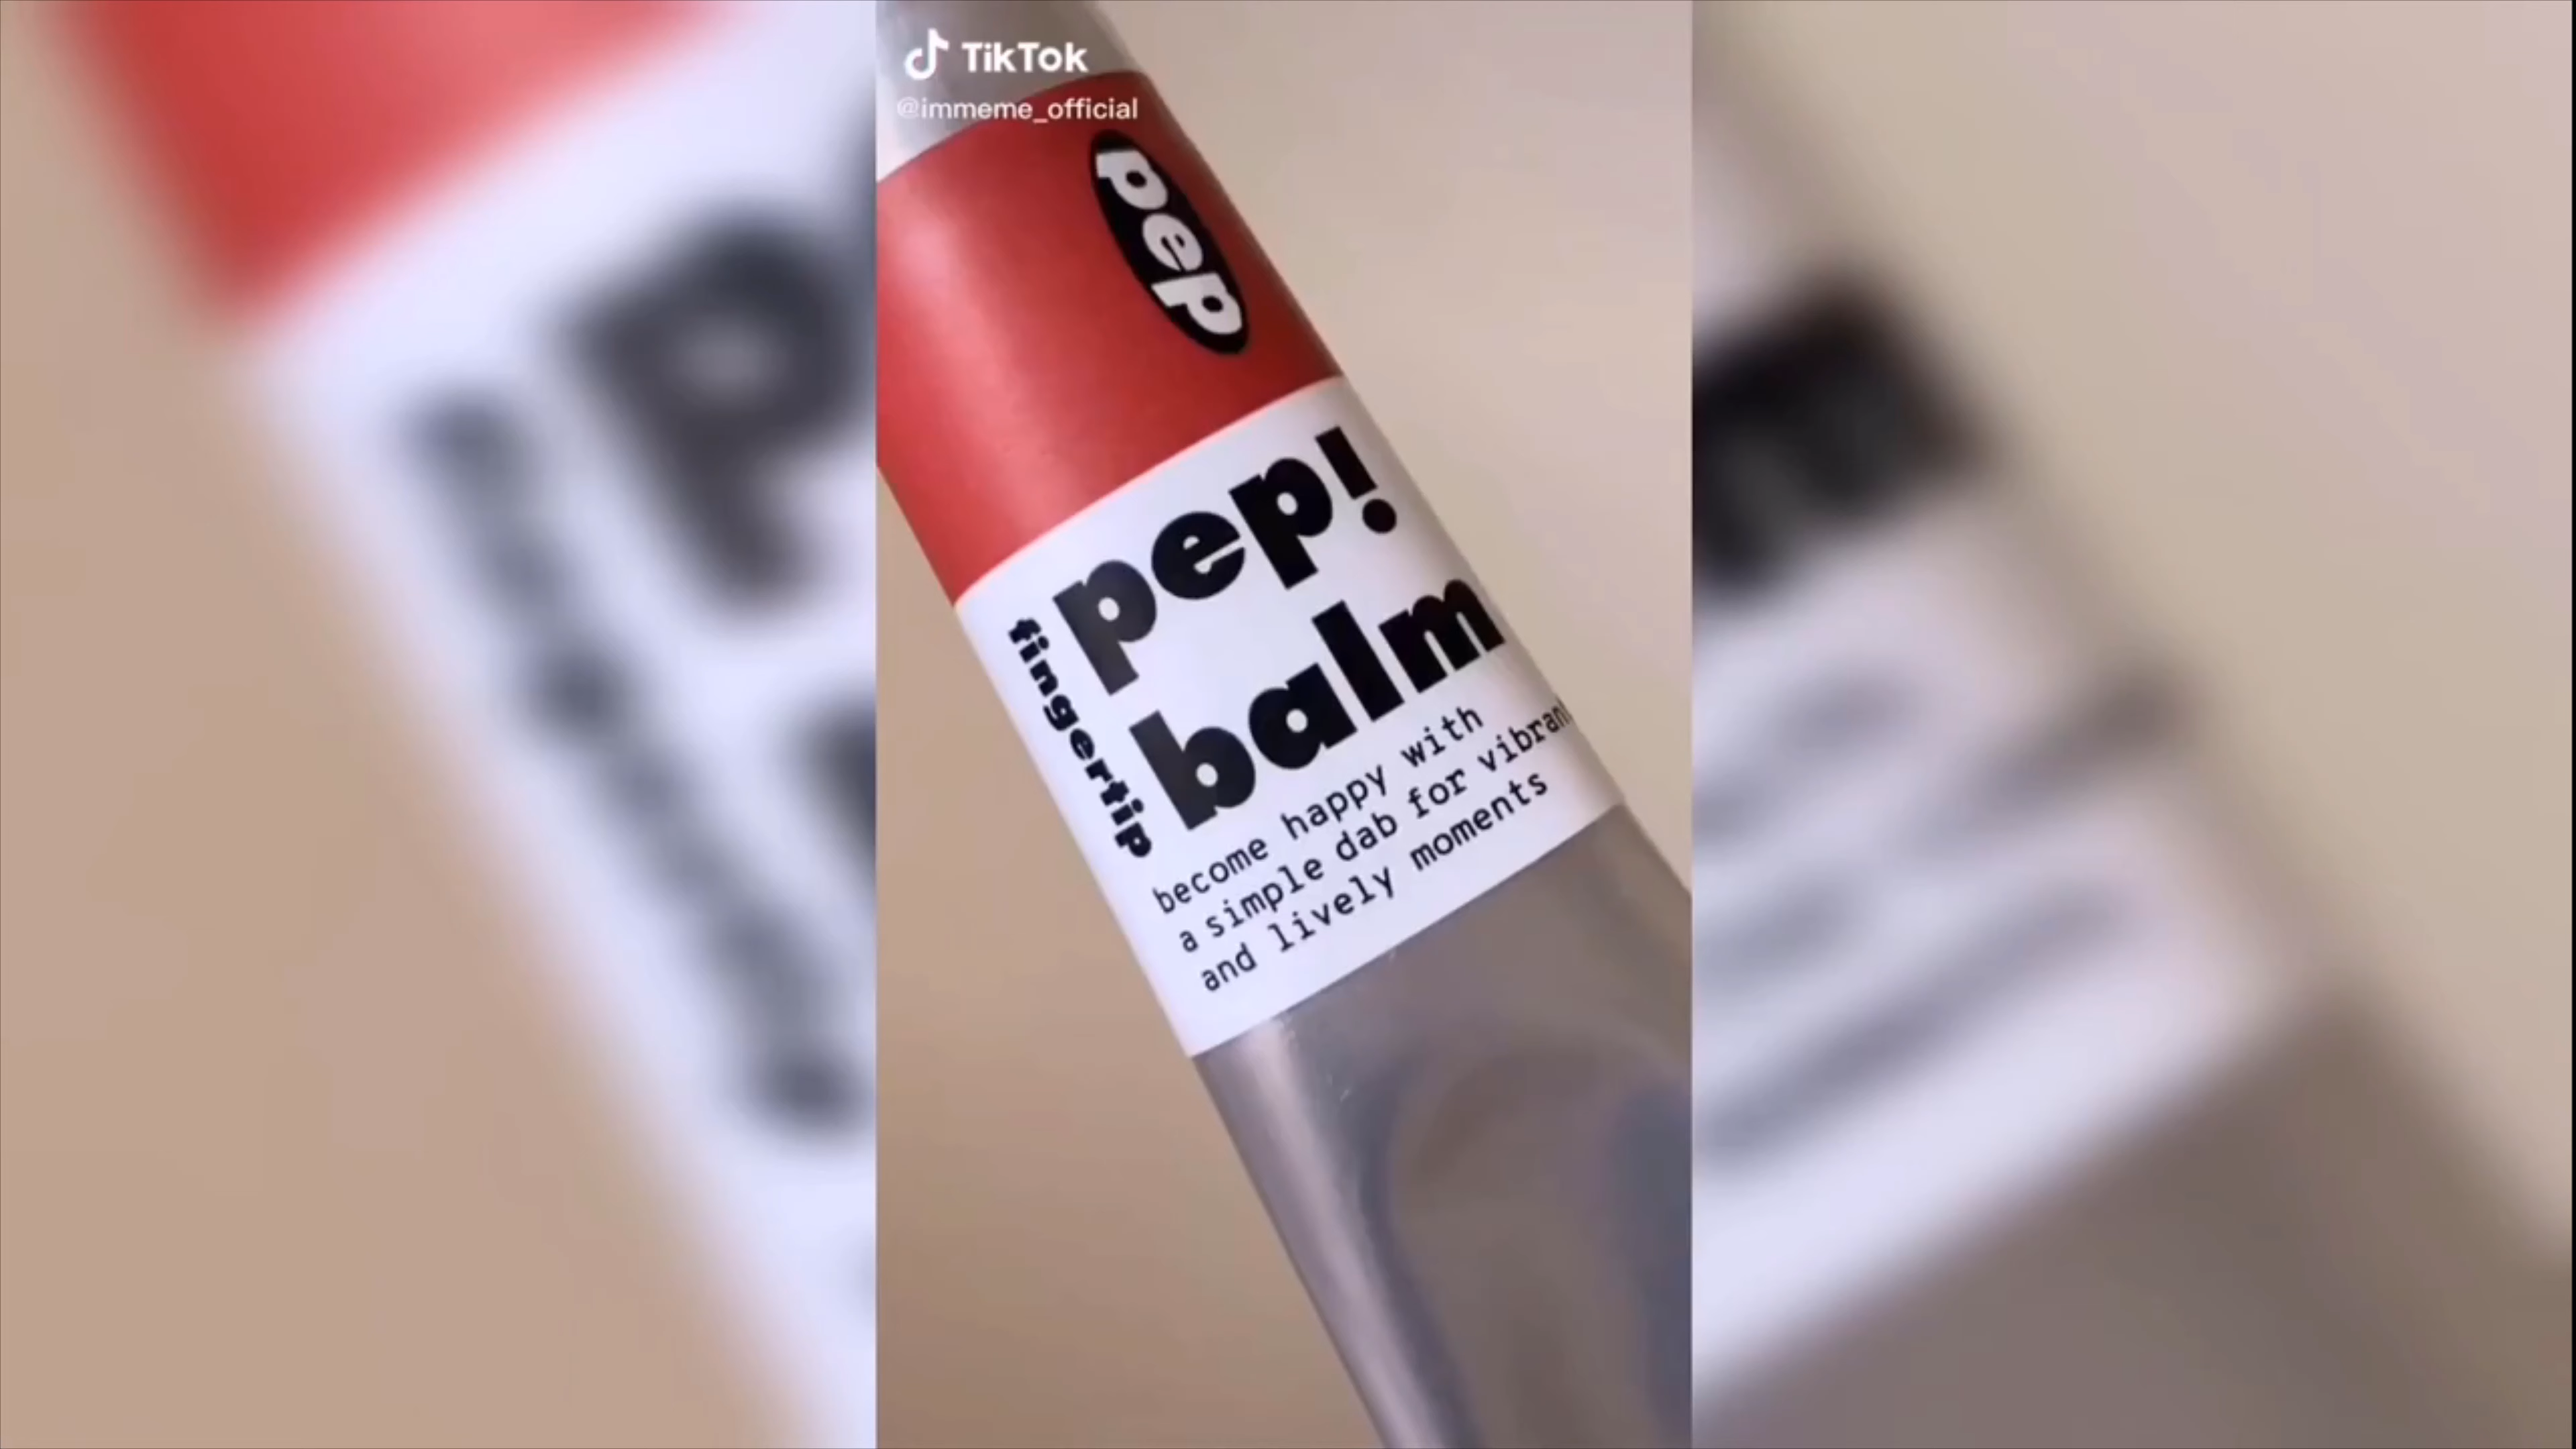 TikTok
@immeme_official
pep
pep!
balm
fingertip
become happy with
a simple dab for vibrant
and lively moments